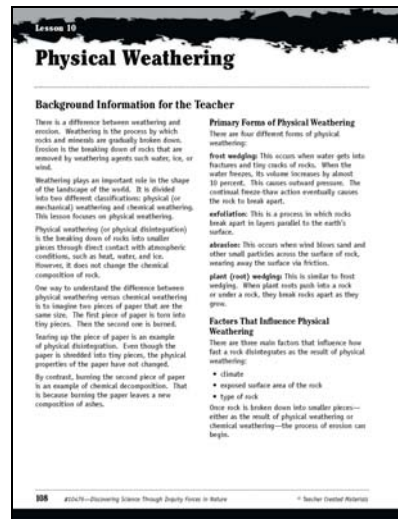 Lesson 10
Physical Weathering
Background Information for the Teacher
There is a difference between weathering and
erosion. Weathering is the process by which
rocks and minerals are gradually broken down.
Erosion is the breaking down of rocks that are
removed by weathering agents such water, ice, or
wind.
Weathering plays an important role in the shape
of the landscape of the world. It is divided
into two different classifications: physical (or
mechanical) weathering and chemical weathering.
This lesson focuses on physical weathering.
Physical weathering (or physical disintegration)
is the breaking down of rocks into smaller
pieces through direct contact with atmospheric
conditions, such as heat, water, and ice.
However, it does not change the chemical
composition of rock.
One way to understand the difference between
physical weathering versus chemical weathering
is to imagine two pieces of paper that are the
same size. The first piece of paper is torn into
tiny pieces. Then the second one is burned.
Tearing up the piece of paper is an example
of physical disintegration. Even though the
paper is shredded into tiny pieces, the physical
properties of the paper have not changed.
By contrast, burning the second piece of paper
is an example of chemical decomposition. That
is because burning the paper leaves a new
composition of ashes.
Primary Forms of Physical Weathering
There are four different forms of physical
weathering:
frost wedging: This occurs when water gets into
fractures and tiny cracks of rocks. When the
water freezes, its volume increases by almost
10 percent. This causes outward pressure. The
continual freeze-thaw action eventually causes
the rock to break apart.
exfoliation: This is a process in which rocks
break apart in layers parallel to the earth's
surface.
abrasion: This occurs when wind blows sand and
other small particles across the surface of rock,
wearing away the surface via friction.
plant (root) wedging: This is similar to frost
wedging. When plant roots push into a rock
or under a rock, they break rocks apart as they
grow.
Factors That Influence Physical
Weathering
There are three main factors that influence how
fast a rock disintegrates as the result of physical
weathering:
• climate
• exposed surface area of the rock
• type of rock
Once rock is broken down into smaller pieces—
either as the result of physical weathering or
chemical weathering—the process of erosion can
begin.
108 #10476—Discovering Science Through Inquiry Forces in Nature © Teacher Created Materials